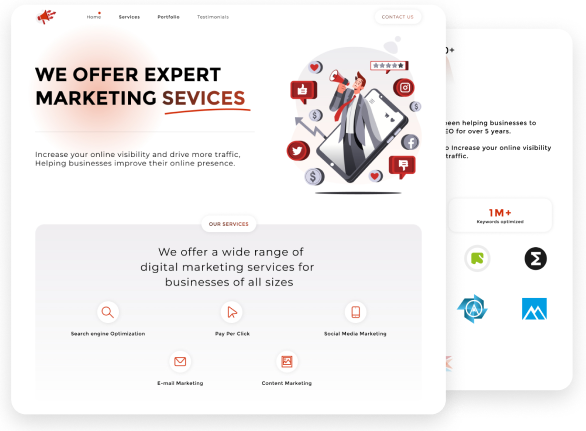 Home
Services
Portfolio
Testimonials
CONTACT US
WE OFFER EXPERT
MARKETING SEVICES
Increase your online visibility and drive more traffic,
Helping businesses improve their online presence.
OUR SERVICES
We offer a wide range of
digital marketing services for
businesses of all sizes
Search engine Optimization
Pay Per Click
Social Media Marketing
E-mail Marketing
Content Marketing
0+
een helping businesses to
EO for over 5 years.
o Increase your online visibility
traffic.
1M+
Keywords optimized